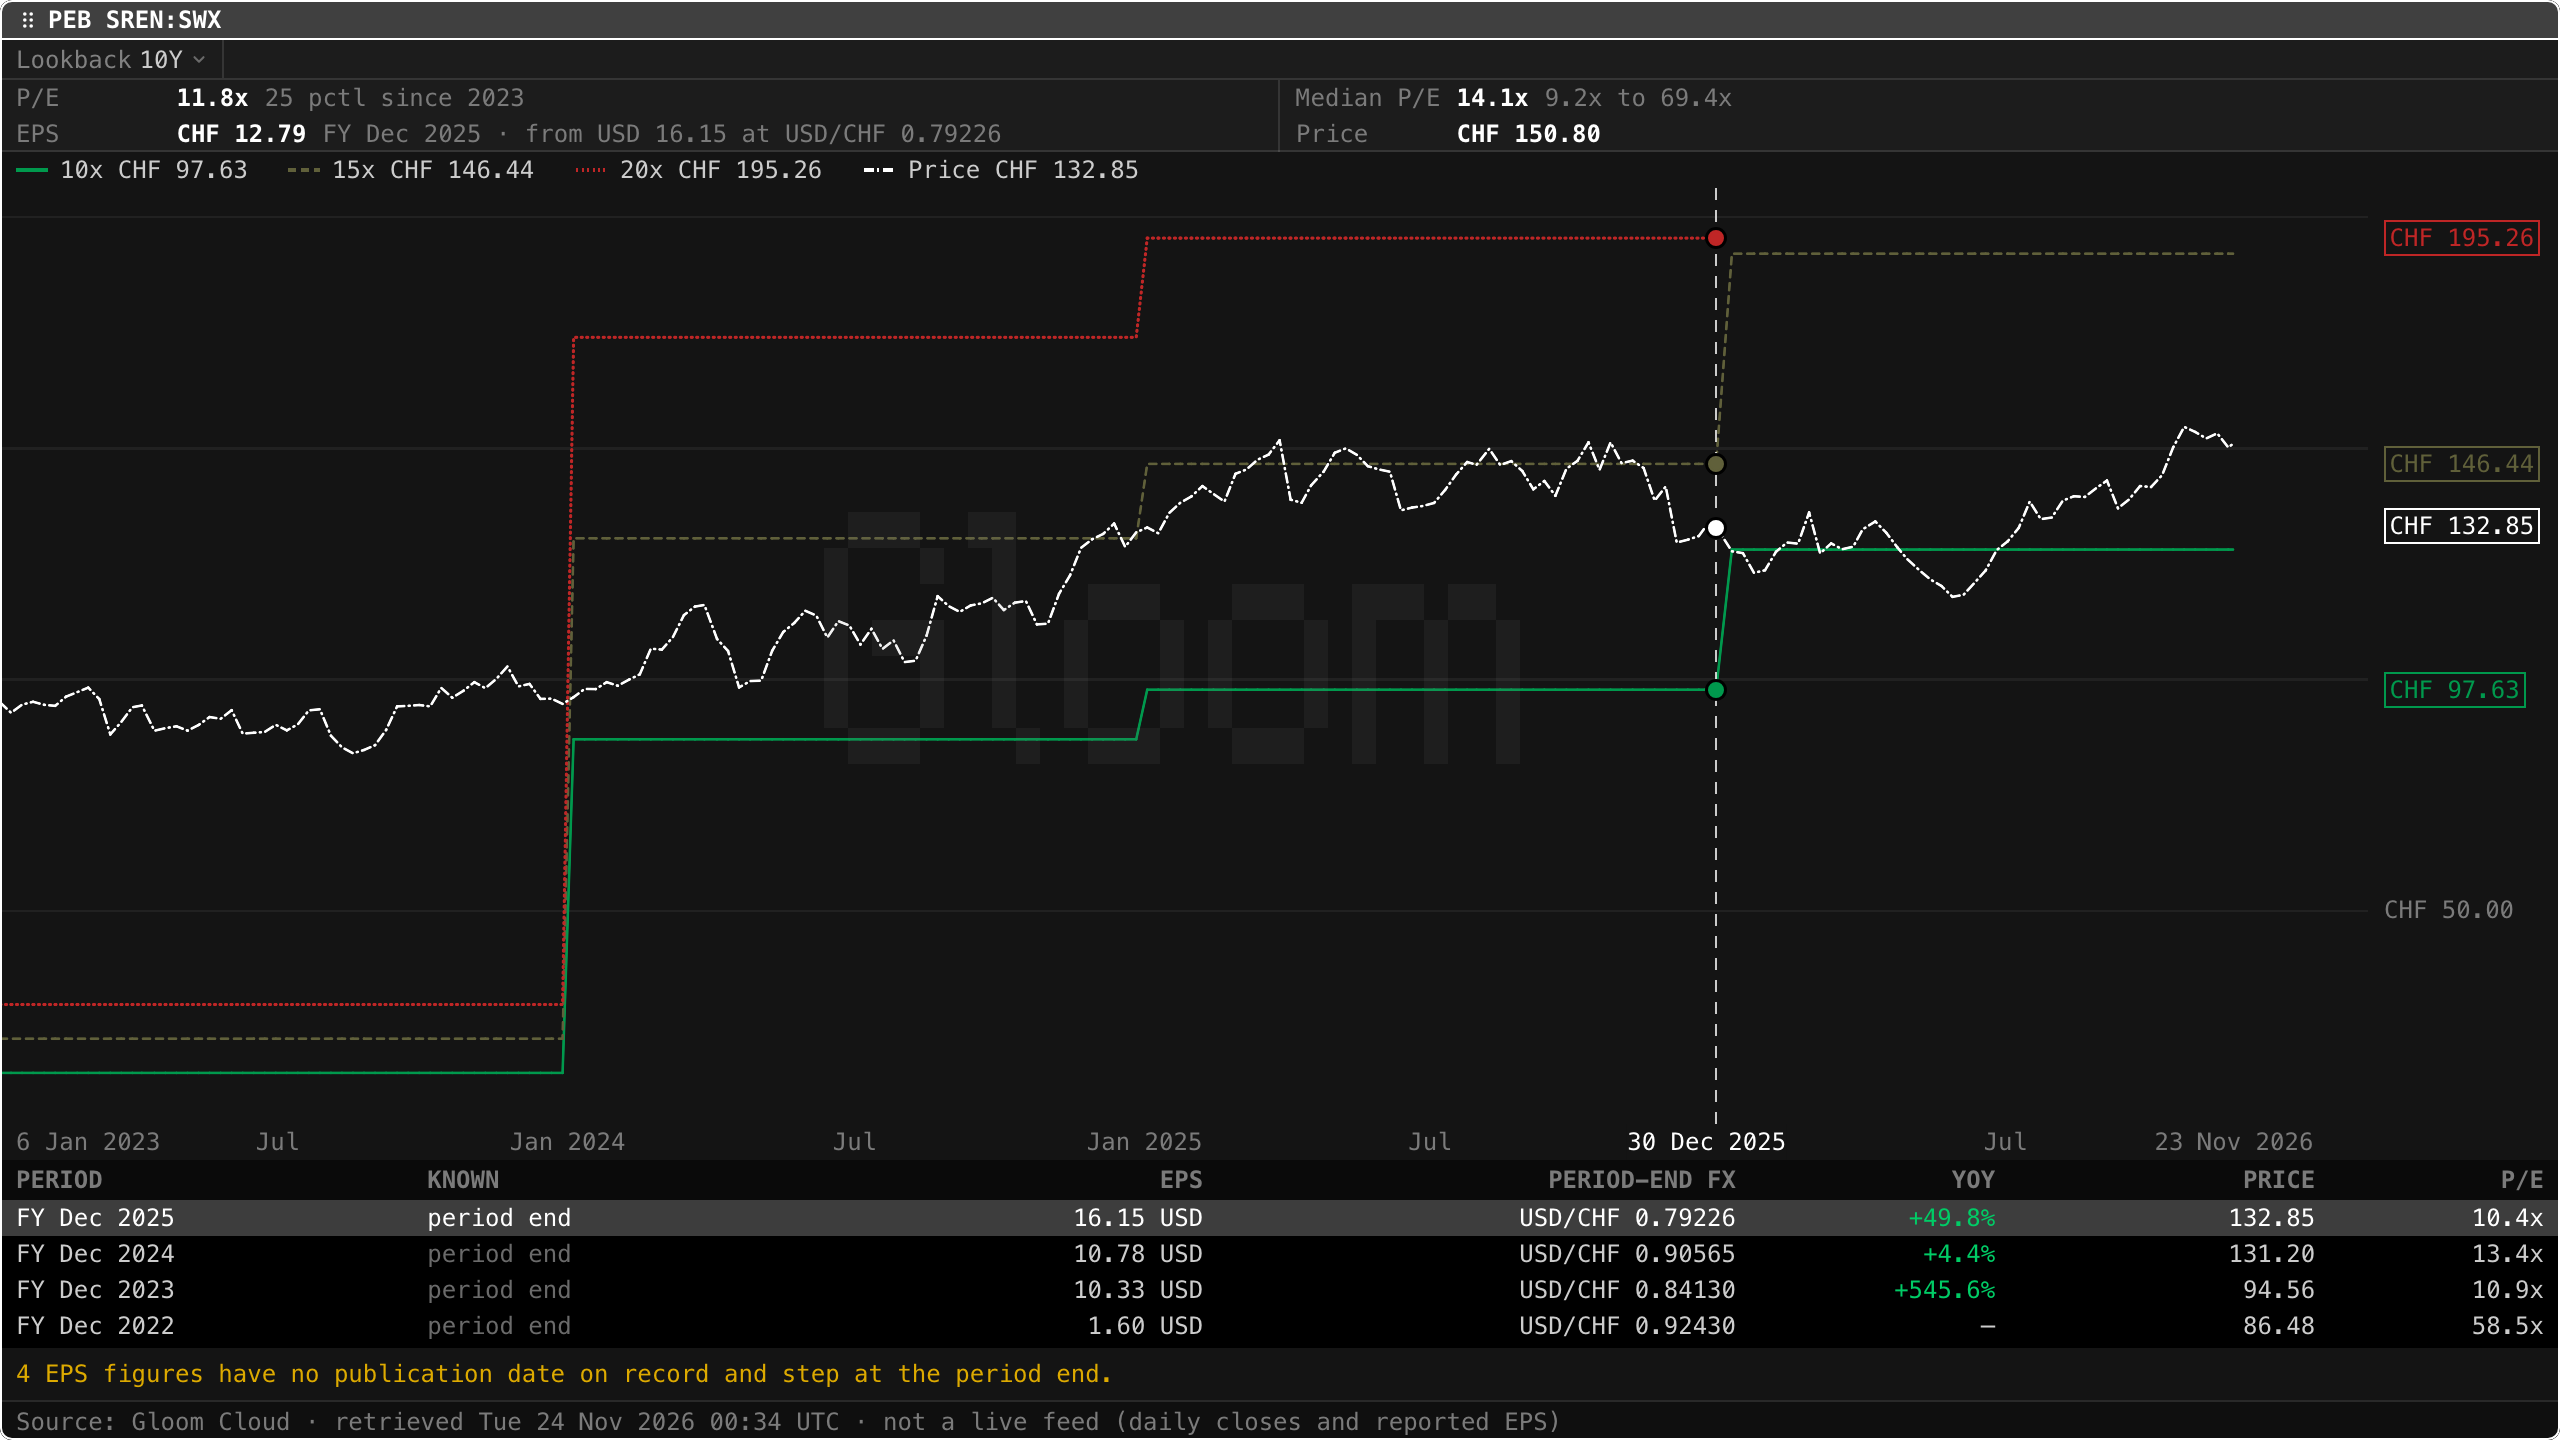 PEB SREN:SWX
Lookback 10Y
P/E 11.8x 25 pctl since 2023 Median P/E 14.1x 9.2x to 69.4x
EPS CHF 12.79 FY Dec 2025 · from USD 16.15 at USD/CHF 0.79226 Price CHF 150.80
10x CHF 97.63 15x CHF 146.44 20x CHF 195.26 Price CHF 132.85
CHF 195.26
CHF 146.44
CHF 132.85
CHF 97.63
CHF 50.00
Gloom
6 Jan 2023 Jul Jan 2024 Jul Jan 2025 Jul 30 Dec 2025 Jul 23 Nov 2026
PERIOD KNOWN EPS PERIOD–END FX YOY PRICE P/E
FY Dec 2025 period end 16.15 USD USD/CHF 0.79226 +49.8% 132.85 10.4x
FY Dec 2024 period end 10.78 USD USD/CHF 0.90565 +4.4% 131.20 13.4x
FY Dec 2023 period end 10.33 USD USD/CHF 0.84130 +545.6% 94.56 10.9x
FY Dec 2022 period end 1.60 USD USD/CHF 0.92430 — 86.48 58.5x
4 EPS figures have no publication date on record and step at the period end.
Source: Gloom Cloud · retrieved Tue 24 Nov 2026 00:34 UTC · not a live feed (daily closes and reported EPS)